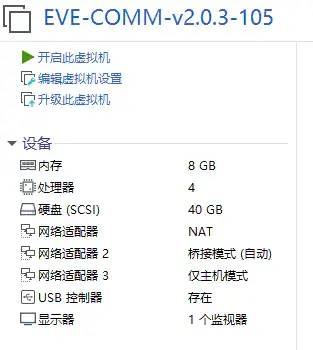 EVE-COMM-v2.0.3-105
开启此虚拟机
编辑虚拟机设置
升级此虚拟机
设备
内存 8 GB
处理器 4
硬盘 (SCSI) 40 GB
网络适配器 NAT
网络适配器 2 桥接模式 (自动)
网络适配器 3 仅主机模式
USB 控制器 存在
显示器 1 个监视器